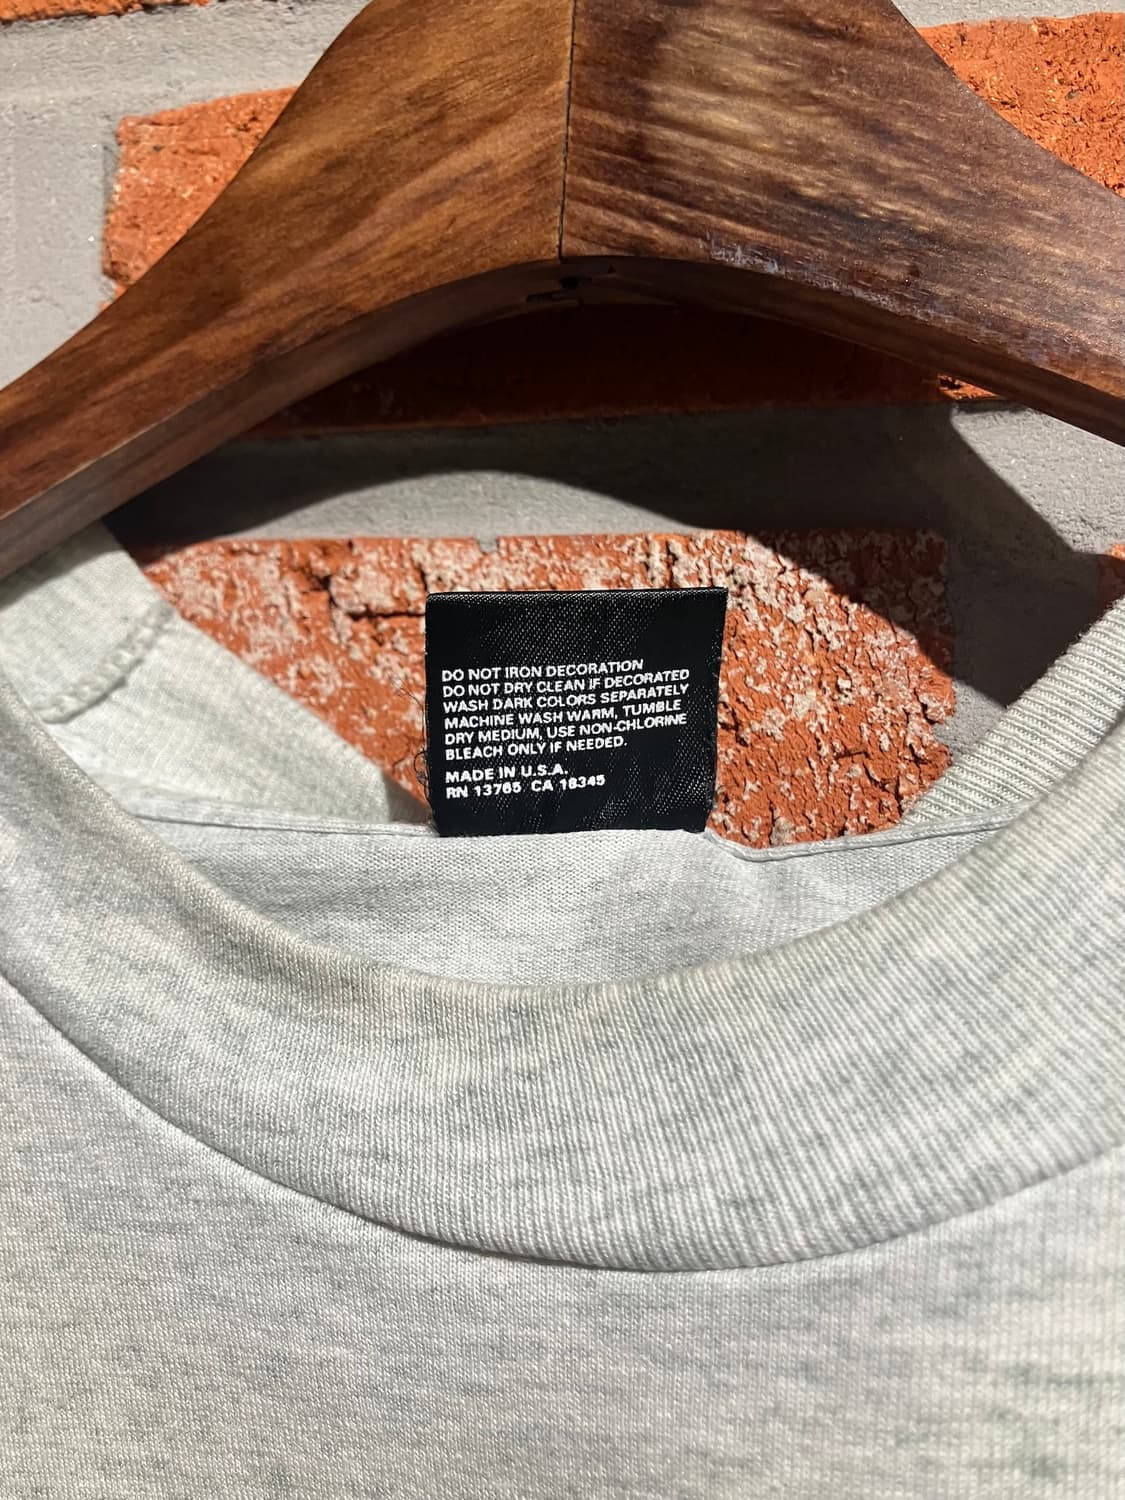 DO NOT IRON DECORATION
DO NOT DRY CLEAN IF DECORATED
WASH DARK COLORS SEPARATELY
MACHINE WASH WARM, TUMBLE
DRY MEDIUM, USE NON-CHLORINE
BLEACH ONLY IF NEEDED.
MADE IN U.S.A.
RN 13765 CA 18345